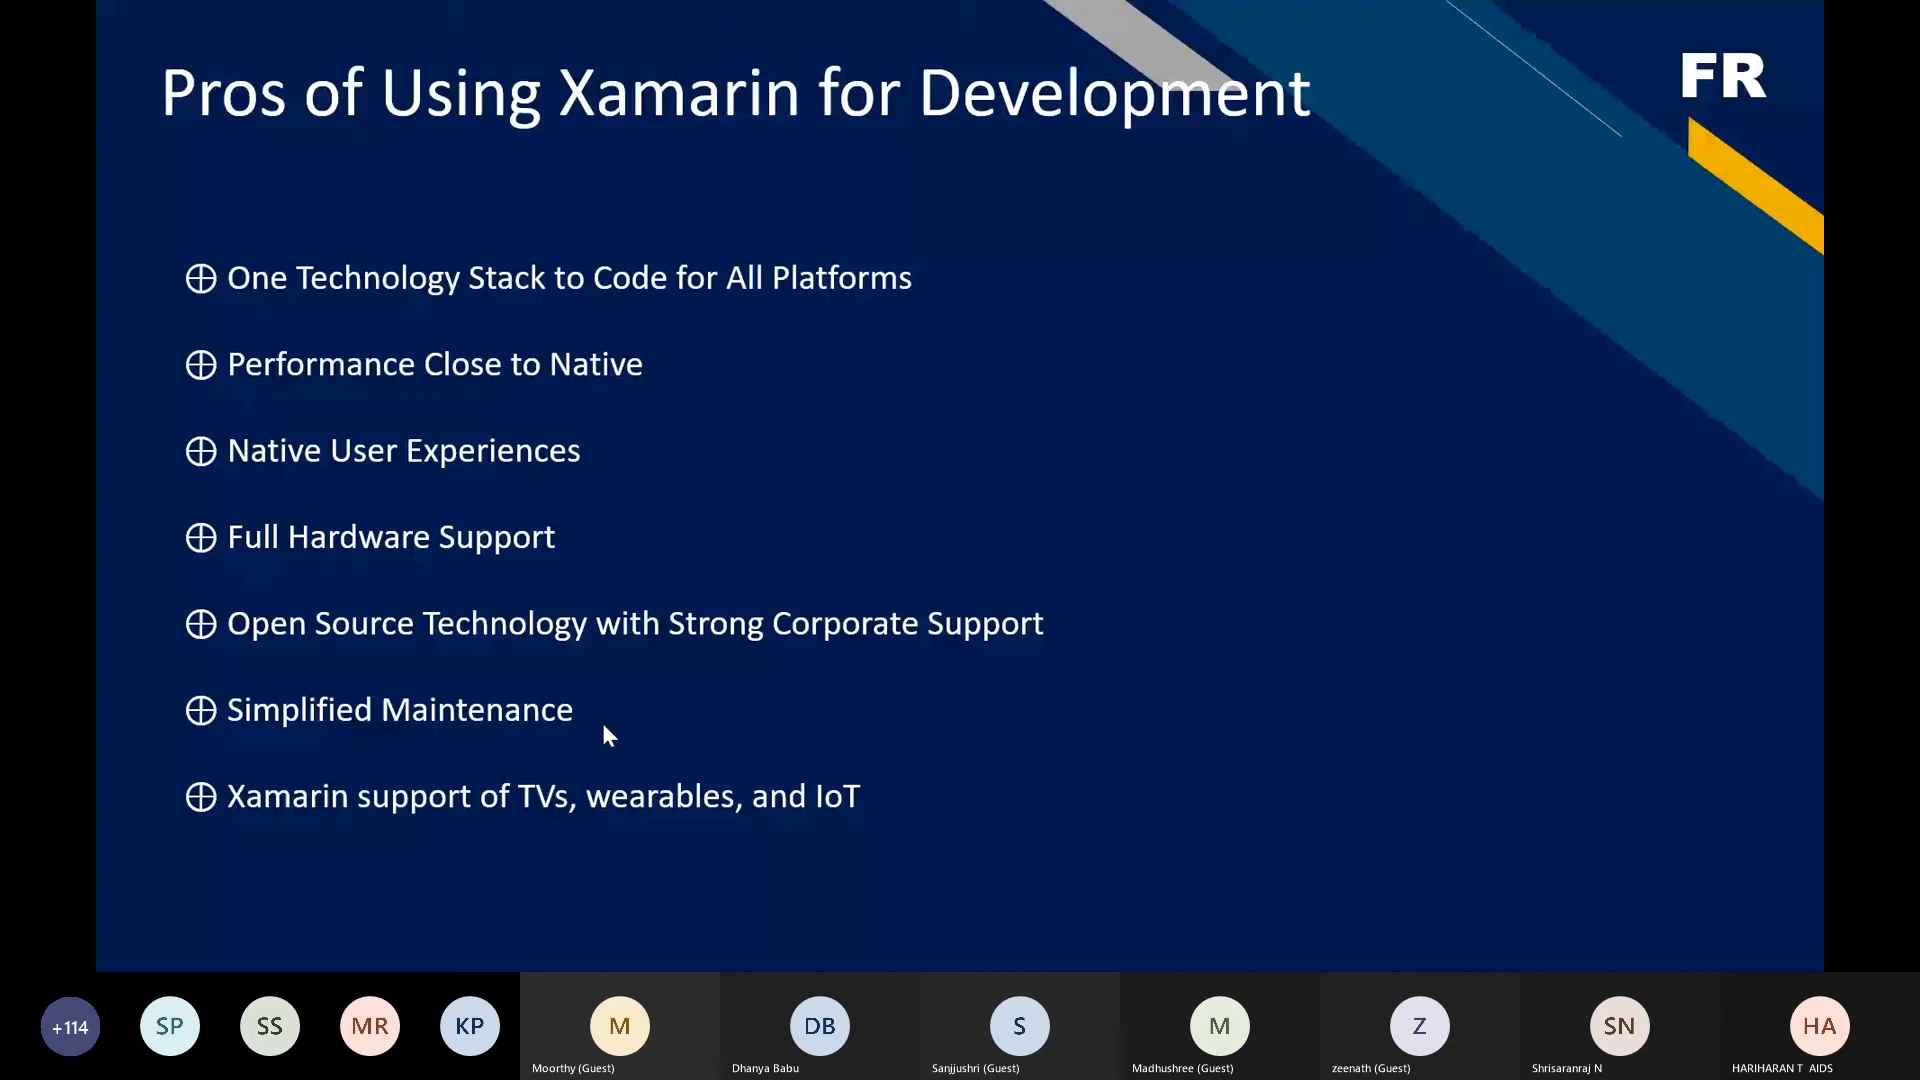 Pros of Using Xamarin for Development
FR
⊕ One Technology Stack to Code for All Platforms
⊕ Performance Close to Native
⊕ Native User Experiences
⊕ Full Hardware Support
⊕ Open Source Technology with Strong Corporate Support
⊕ Simplified Maintenance
⊕ Xamarin support of TVs, wearables, and IoT
+114
SP
SS
MR
KP
M
DB
S
M
Z
SN
HA
Moorthy (Guest)
Dhanya Babu
Sanjjushri (Guest)
Madhushree (Guest)
zeenath (Guest)
Shrisaranraj N
HARIHARAN T AIDS